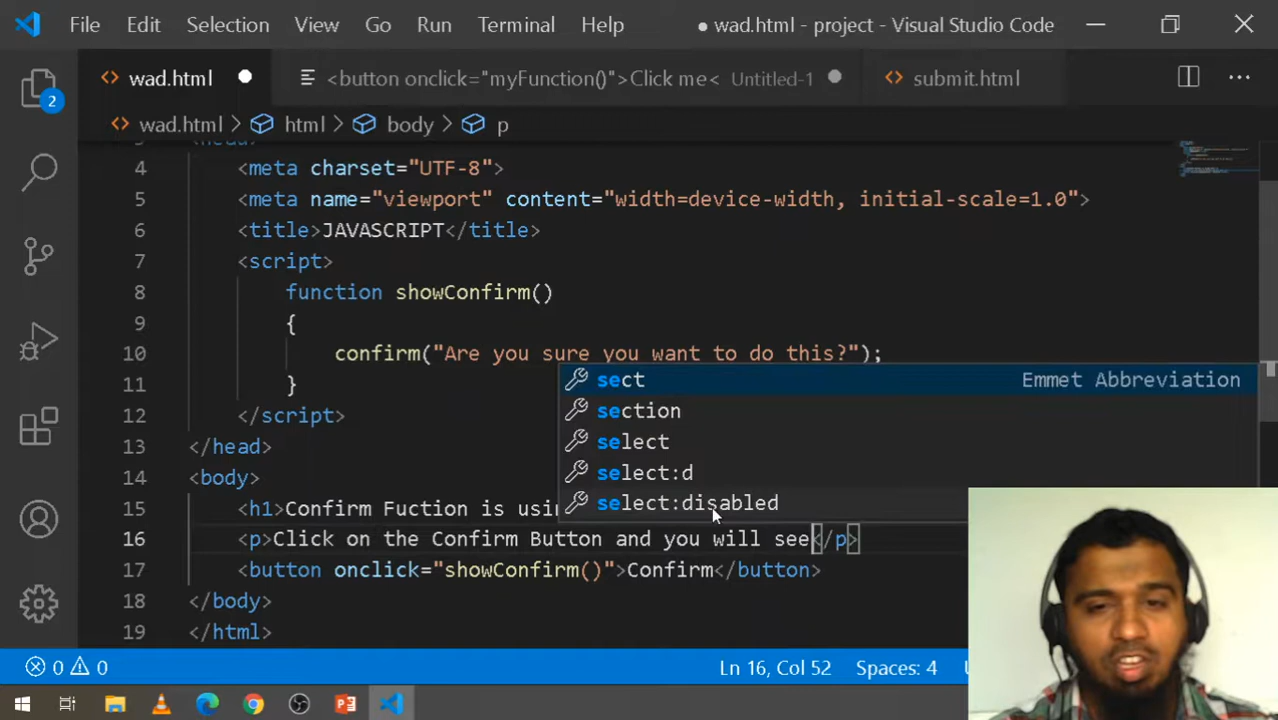 File Edit Selection View Go Run Terminal Help ● wad.html - project - Visual Studio Code
wad.html <button onclick="myFunction()">Click me< Untitled-1 submit.html
2
wad.html > html > body > p
4 <meta charset="UTF-8">
5 <meta name="viewport" content="width=device-width, initial-scale=1.0">
6 <title>JAVASCRIPT</title>
7 <script>
8 function showConfirm()
9 {
10 confirm("Are you sure you want to do this?");
11 }
12 </script>
13 </head>
14 <body>
15 <h1>Confirm Fuction is usin
16 <p>Click on the Confirm Button and you will see</p>
17 <button onclick="showConfirm()">Confirm</button>
18 </body>
19 </html>
sect Emmet Abbreviation
section
select
select:d
select:disabled
0 0 Ln 16, Col 52 Spaces: 4